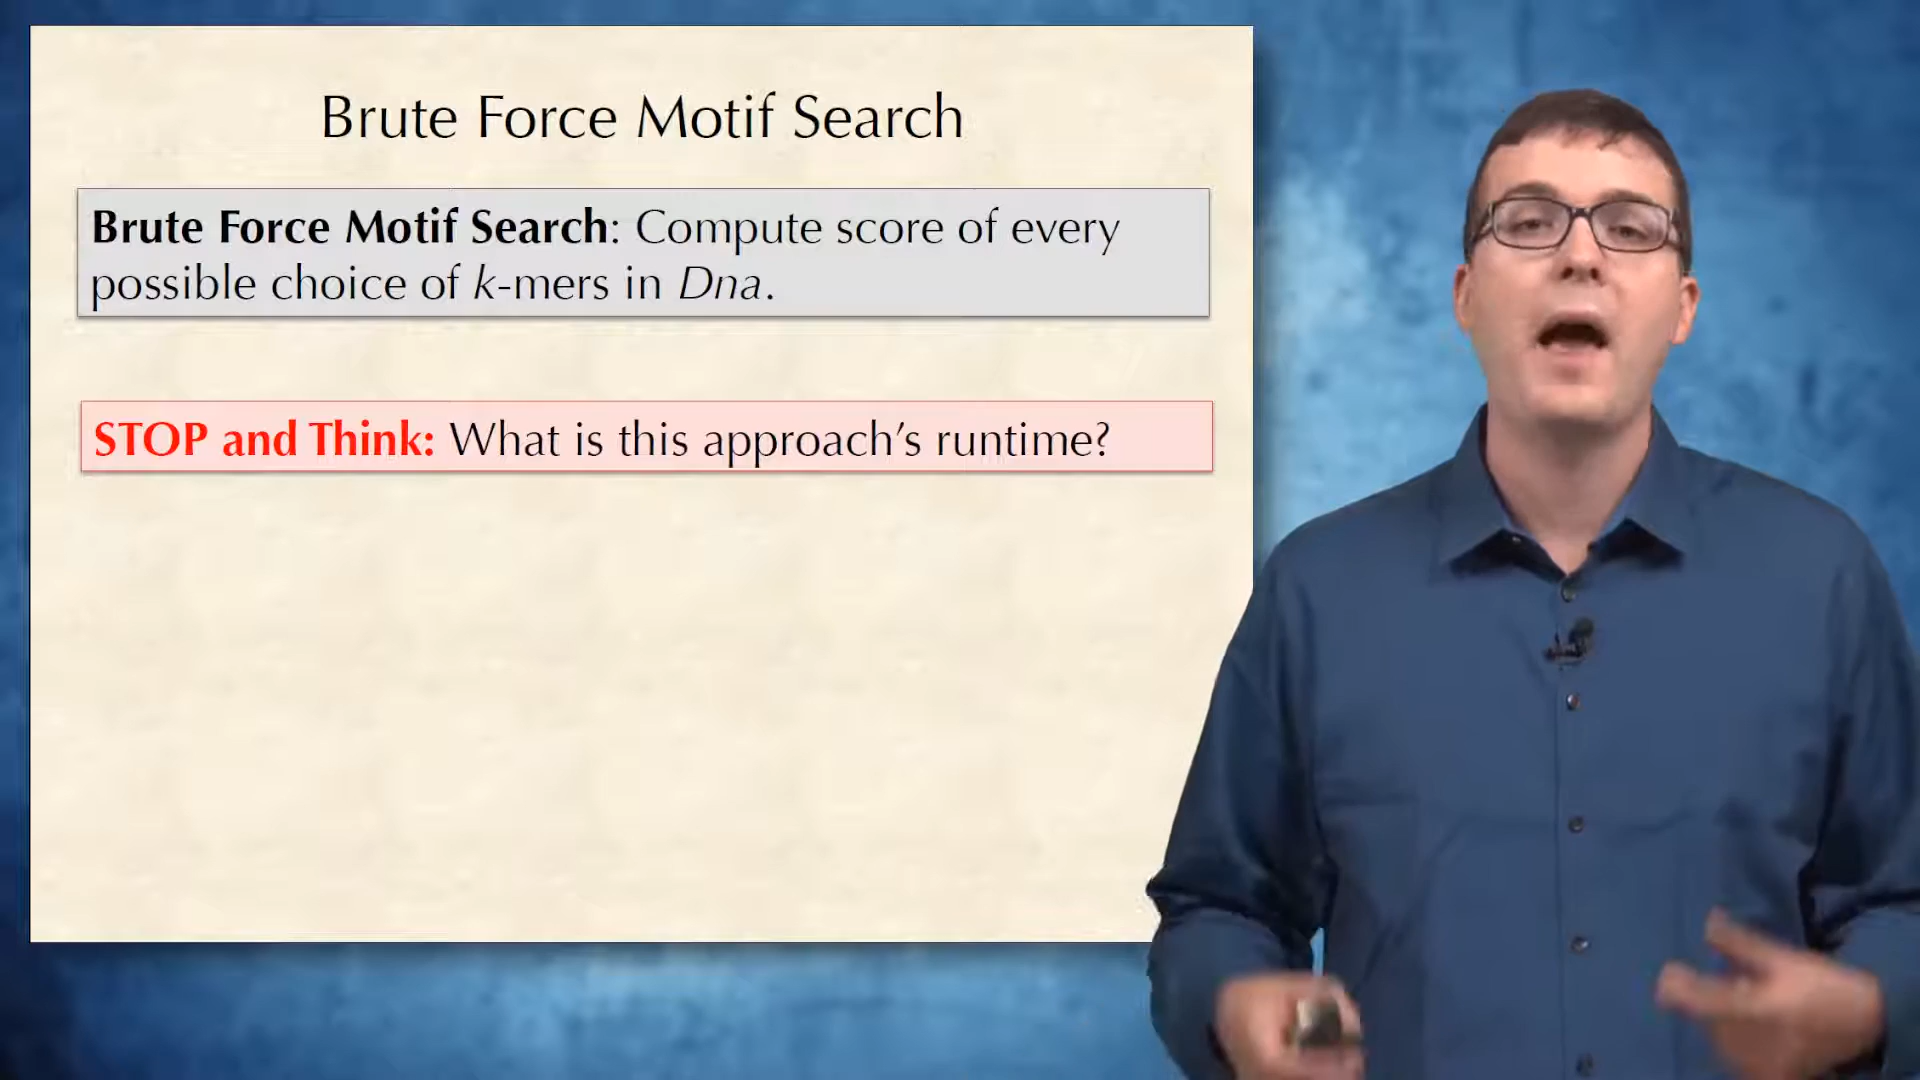 Brute Force Motif Search
Brute Force Motif Search: Compute score of every
possible choice of k-mers in Dna.
STOP and Think: What is this approach’s runtime?